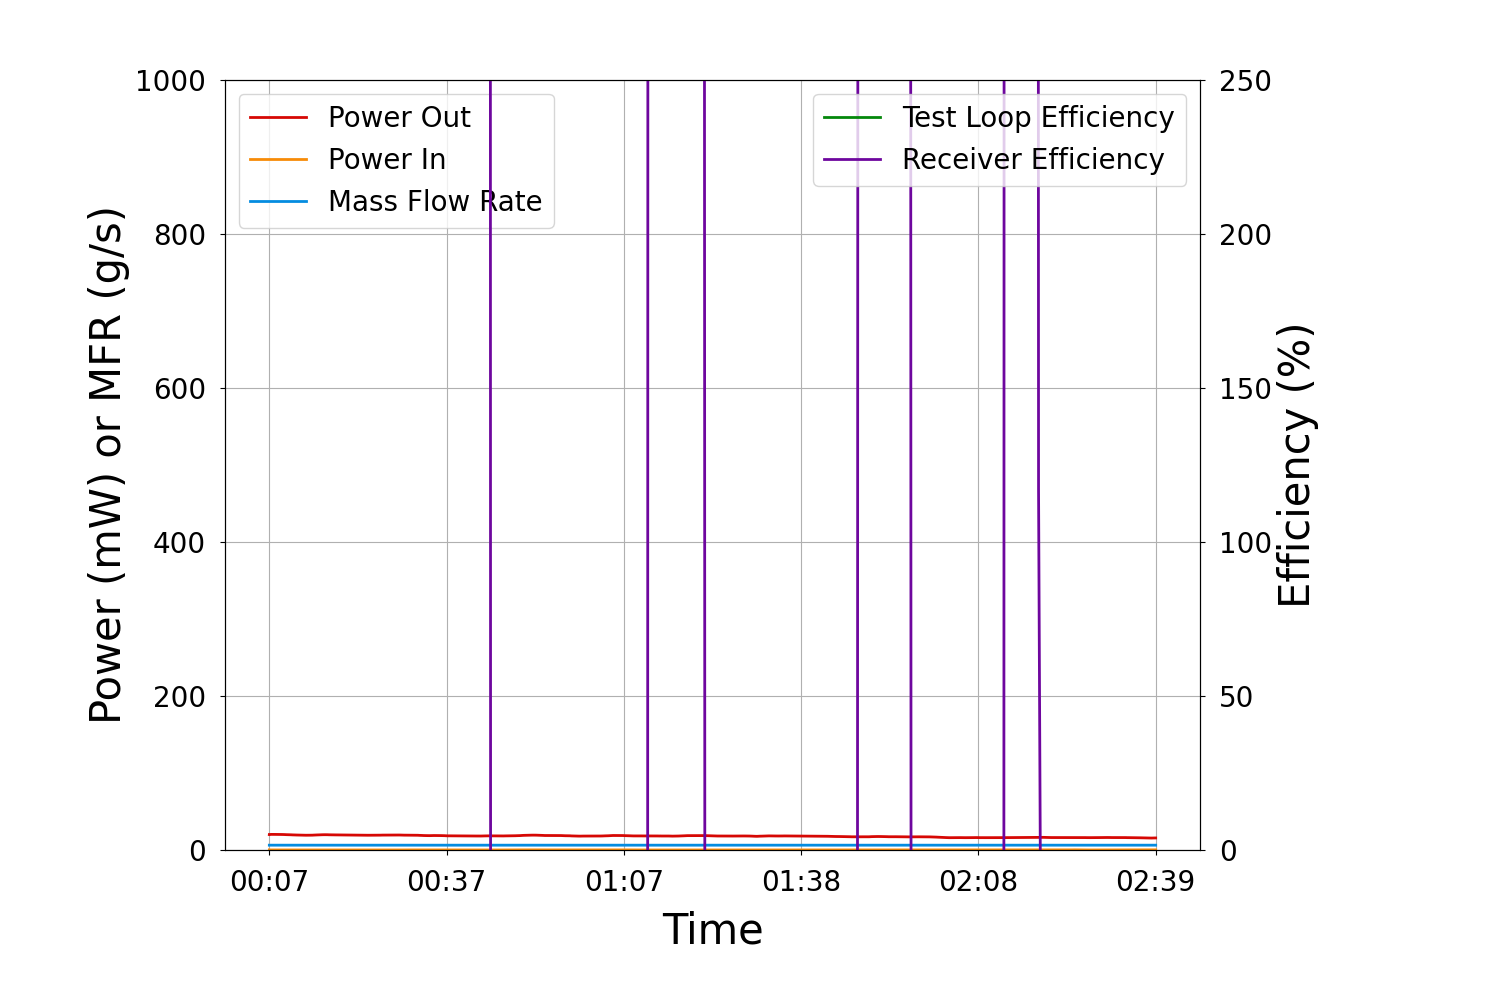 Power Out
Power In
Mass Flow Rate
Test Loop Efficiency
Receiver Efficiency
Power (mW) or MFR (g/s)
1000
800
600
400
200
0
250
200
150
100
50
0
Efficiency (%)
00:07 00:37 01:07 01:38 02:08 02:39
Time